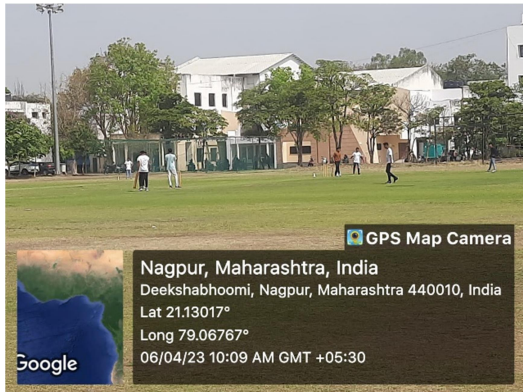 GPS Map Camera
Nagpur, Maharashtra, India
Deekshabhoomi, Nagpur, Maharashtra 440010, India
Lat 21.13017°
Long 79.06767°
06/04/23 10:09 AM GMT +05:30
Google